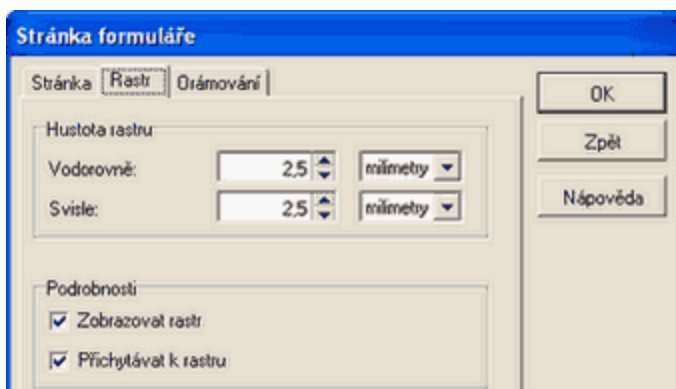 Stránka formuláře
Stránka Rastr Orámování
OK
Hustota rastru
Zpět
Vodorovně: 2,5 milimetry
Nápověda
Svisle: 2,5 milimetry
Podrobnosti
Zobrazovat rastr
Přichytávat k rastru